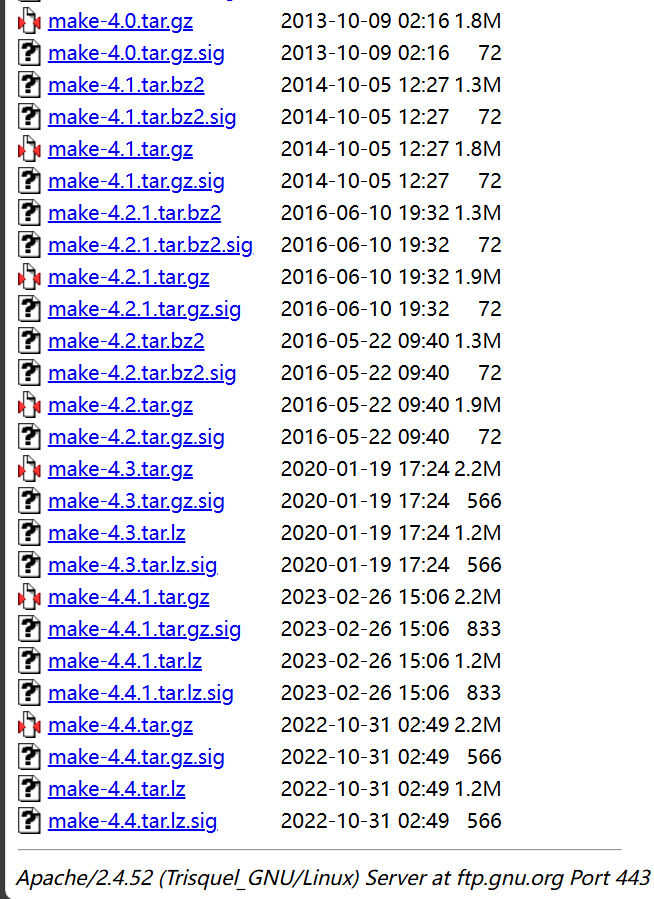 make-4.0.tar.gz 2013-10-09 02:16 1.8M
make-4.0.tar.gz.sig 2013-10-09 02:16 72
make-4.1.tar.bz2 2014-10-05 12:27 1.3M
make-4.1.tar.bz2.sig 2014-10-05 12:27 72
make-4.1.tar.gz 2014-10-05 12:27 1.8M
make-4.1.tar.gz.sig 2014-10-05 12:27 72
make-4.2.1.tar.bz2 2016-06-10 19:32 1.3M
make-4.2.1.tar.bz2.sig 2016-06-10 19:32 72
make-4.2.1.tar.gz 2016-06-10 19:32 1.9M
make-4.2.1.tar.gz.sig 2016-06-10 19:32 72
make-4.2.tar.bz2 2016-05-22 09:40 1.3M
make-4.2.tar.bz2.sig 2016-05-22 09:40 72
make-4.2.tar.gz 2016-05-22 09:40 1.9M
make-4.2.tar.gz.sig 2016-05-22 09:40 72
make-4.3.tar.gz 2020-01-19 17:24 2.2M
make-4.3.tar.gz.sig 2020-01-19 17:24 566
make-4.3.tar.lz 2020-01-19 17:24 1.2M
make-4.3.tar.lz.sig 2020-01-19 17:24 566
make-4.4.1.tar.gz 2023-02-26 15:06 2.2M
make-4.4.1.tar.gz.sig 2023-02-26 15:06 833
make-4.4.1.tar.lz 2023-02-26 15:06 1.2M
make-4.4.1.tar.lz.sig 2023-02-26 15:06 833
make-4.4.tar.gz 2022-10-31 02:49 2.2M
make-4.4.tar.gz.sig 2022-10-31 02:49 566
make-4.4.tar.lz 2022-10-31 02:49 1.2M
make-4.4.tar.lz.sig 2022-10-31 02:49 566
Apache/2.4.52 (Trisquel_GNU/Linux) Server at ftp.gnu.org Port 443